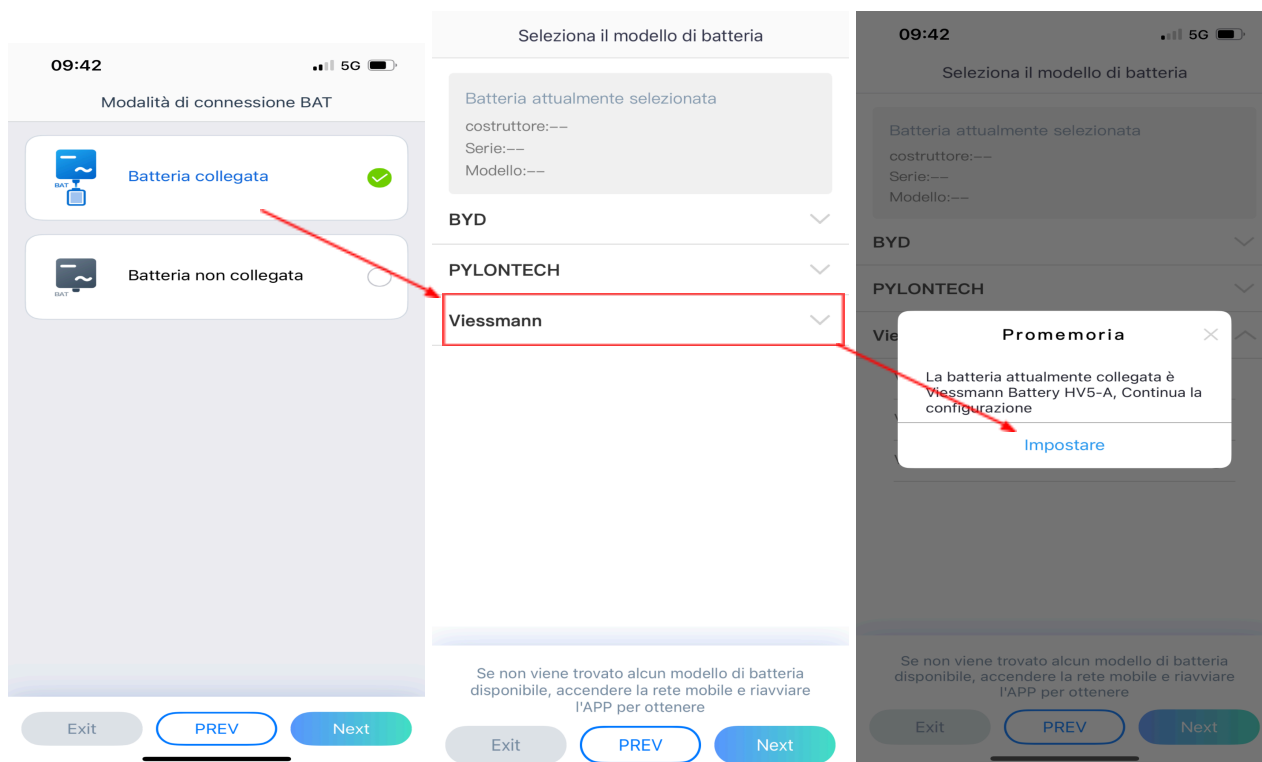 09:42
5G
Modalità di connessione BAT
BAT
Batteria collegata
BAT
Batteria non collegata
Exit
PREV
Next
Seleziona il modello di batteria
Batteria attualmente selezionata
costruttore:--
Serie:--
Modello:--
BYD
PYLONTECH
Viessmann
Se non viene trovato alcun modello di batteria
disponibile, accendere la rete mobile e riavviare
l'APP per ottenere
Exit
PREV
Next
09:42
5G
Seleziona il modello di batteria
Batteria attualmente selezionata
costruttore:--
Serie:--
Modello:--
BYD
PYLONTECH
Vie
Promemoria
La batteria attualmente collegata è
Viessmann Battery HV5-A, Continua la
configurazione
Impostare
Se non viene trovato alcun modello di batteria
disponibile, accendere la rete mobile e riavviare
l'APP per ottenere
Exit
PREV
Next